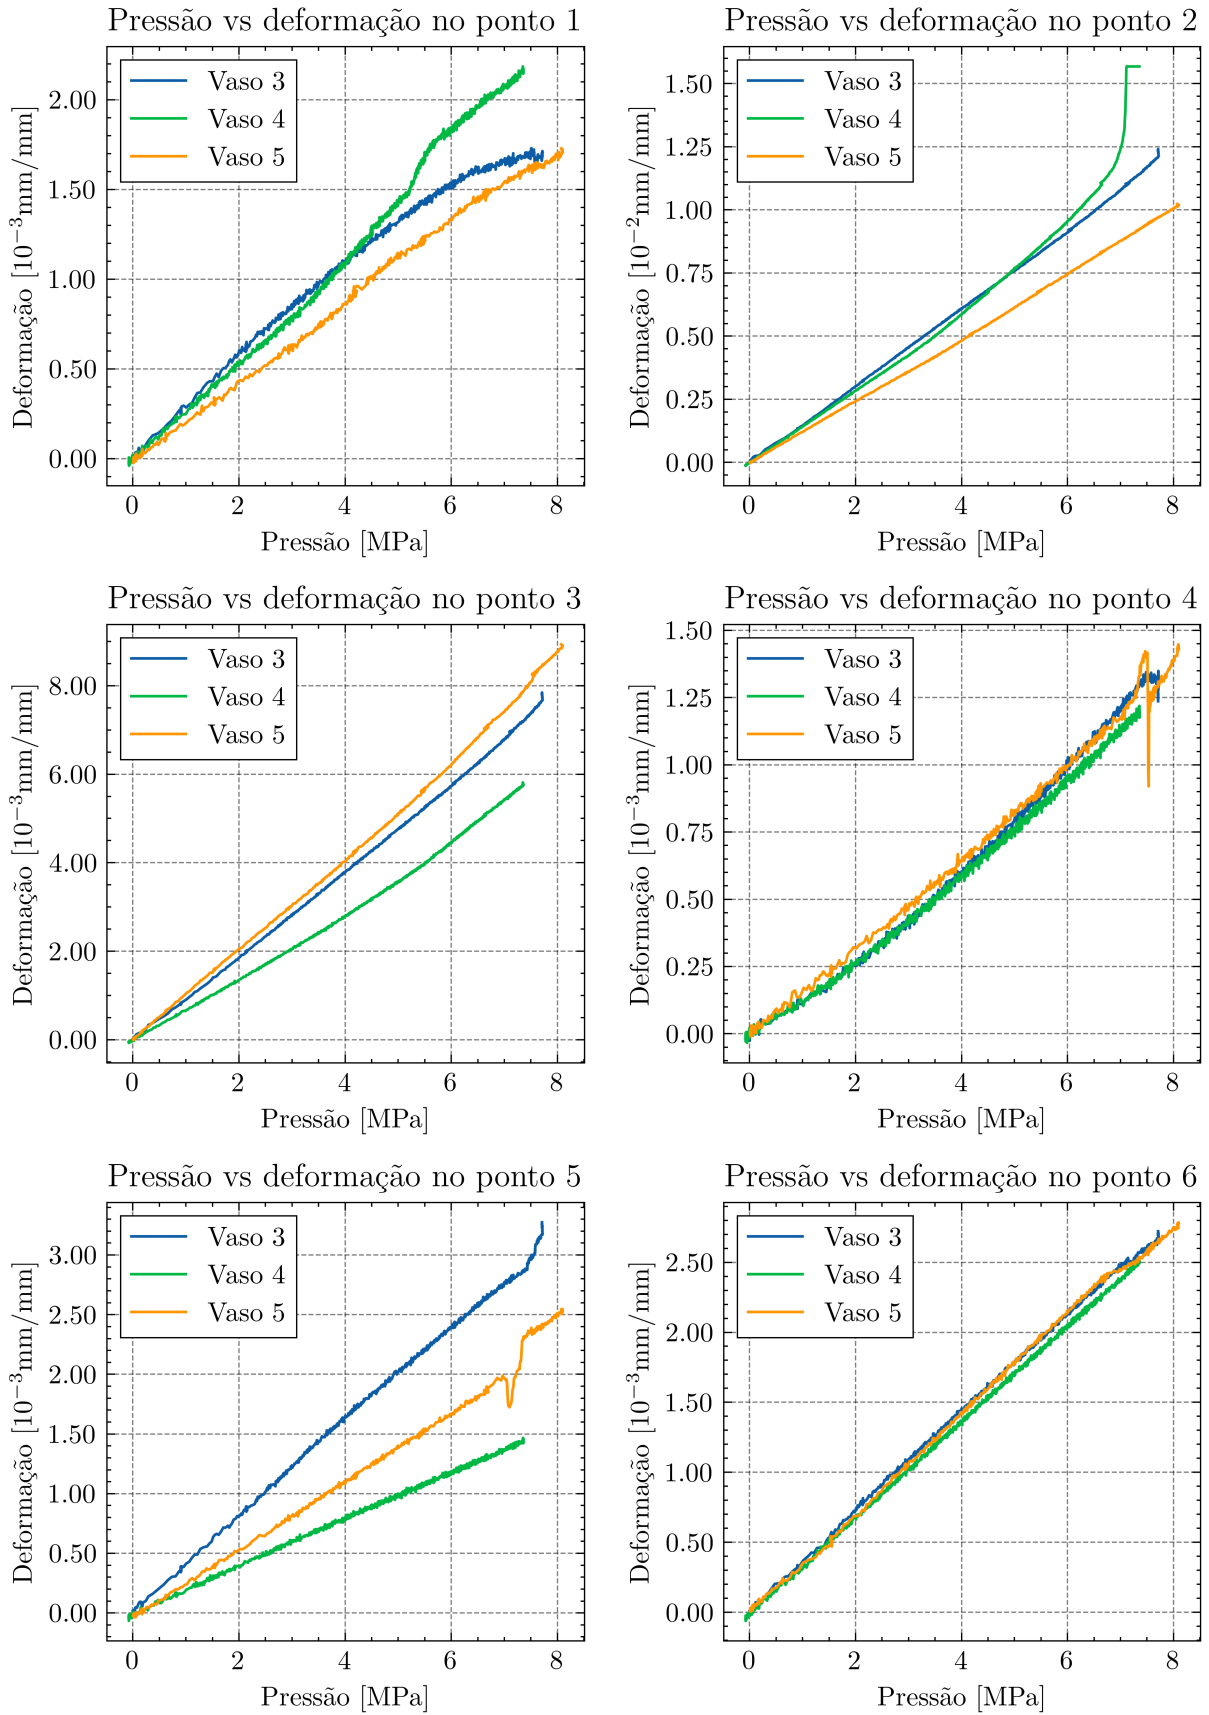 Pressão vs deformação no ponto 1
Deformação [10⁻³mm/mm]
2.00
1.50
1.00
0.50
0.00
Vaso 3
Vaso 4
Vaso 5
0 2 4 6 8
Pressão [MPa]
Pressão vs deformação no ponto 2
Deformação [10⁻²mm/mm]
1.50
1.25
1.00
0.75
0.50
0.25
0.00
Vaso 3
Vaso 4
Vaso 5
0 2 4 6 8
Pressão [MPa]
Pressão vs deformação no ponto 3
Deformação [10⁻³mm/mm]
8.00
6.00
4.00
2.00
0.00
Vaso 3
Vaso 4
Vaso 5
0 2 4 6 8
Pressão [MPa]
Pressão vs deformação no ponto 4
Deformação [10⁻³mm/mm]
1.50
1.25
1.00
0.75
0.50
0.25
0.00
Vaso 3
Vaso 4
Vaso 5
0 2 4 6 8
Pressão [MPa]
Pressão vs deformação no ponto 5
Deformação [10⁻³mm/mm]
3.00
2.50
2.00
1.50
1.00
0.50
0.00
Vaso 3
Vaso 4
Vaso 5
0 2 4 6 8
Pressão [MPa]
Pressão vs deformação no ponto 6
Deformação [10⁻³mm/mm]
2.50
2.00
1.50
1.00
0.50
0.00
Vaso 3
Vaso 4
Vaso 5
0 2 4 6 8
Pressão [MPa]